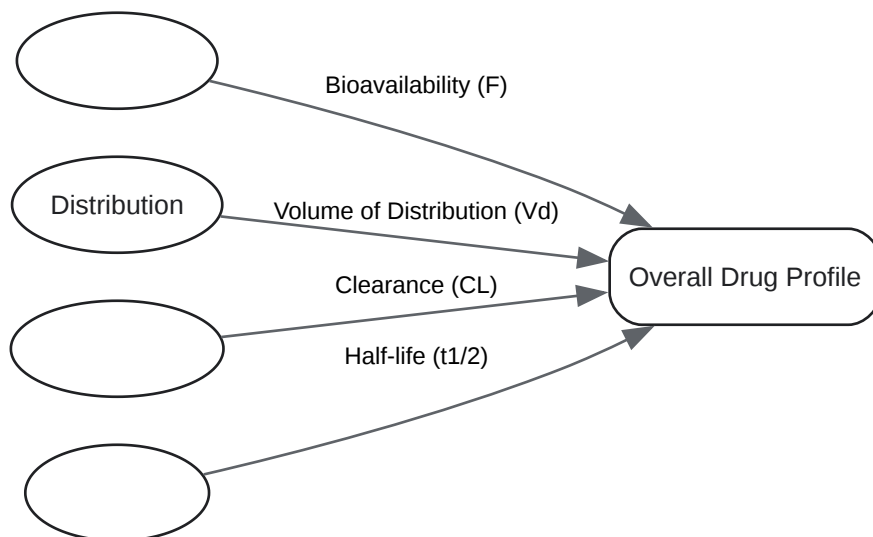 Bioavailability (F)
Distribution
Volume of Distribution (Vd)
Overall Drug Profile
Clearance (CL)
Half-life (t1/2)